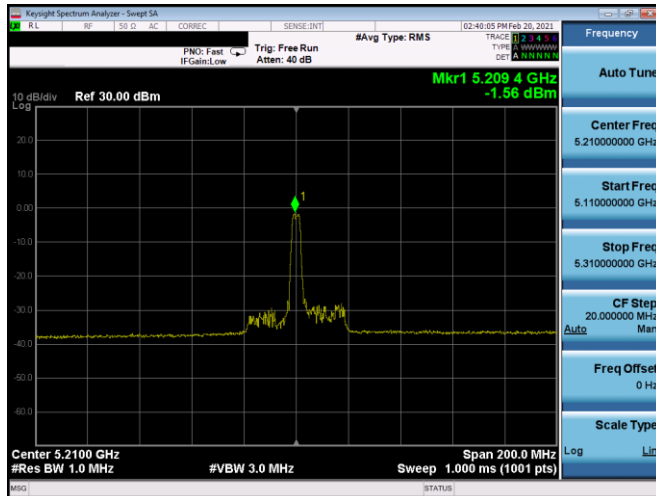 Keysight Spectrum Analyzer - Swept SA
RL RF 50 Ω AC CORREC SENSE:INT 02:40:05 PM Feb 20, 2021
#Avg Type: RMS TRACE 1 2 3 4 5 6
PNO: Fast Trig: Free Run TYPE A WWWWW
IFGain:Low Atten: 40 dB DET A N N N N N
Mkr1 5.209 4 GHz
-1.56 dBm
10 dB/div Ref 30.00 dBm
Log
1
20.0
10.0
0.00
-10.0
-20.0
-30.0
-40.0
-50.0
-60.0
Center 5.2100 GHz Span 200.0 MHz
#Res BW 1.0 MHz #VBW 3.0 MHz Sweep 1.000 ms (1001 pts)
MSG STATUS
Frequency
Auto Tune
Center Freq
5.210000000 GHz
Start Freq
5.110000000 GHz
Stop Freq
5.310000000 GHz
CF Step
20.000000 MHz
Auto Man
Freq Offset
0 Hz
Scale Type
Log Lin